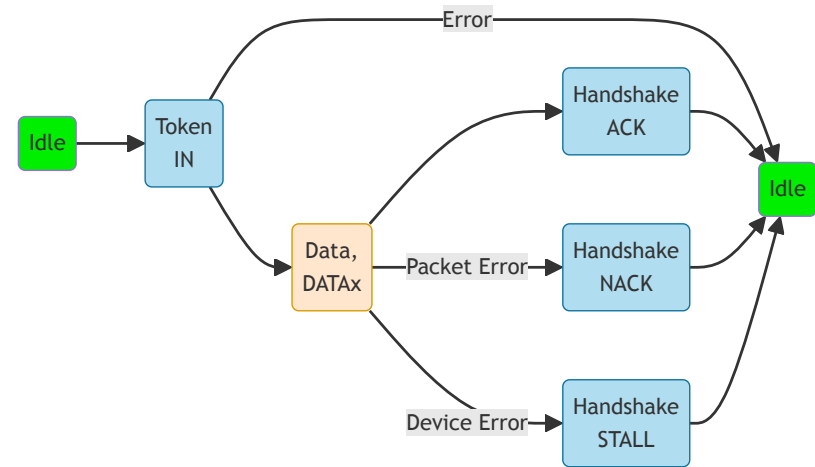 Error
Handshake
ACK
Token
IN
Idle
Idle
Data,
DATAx
Packet Error
Handshake
NACK
Device Error
Handshake
STALL